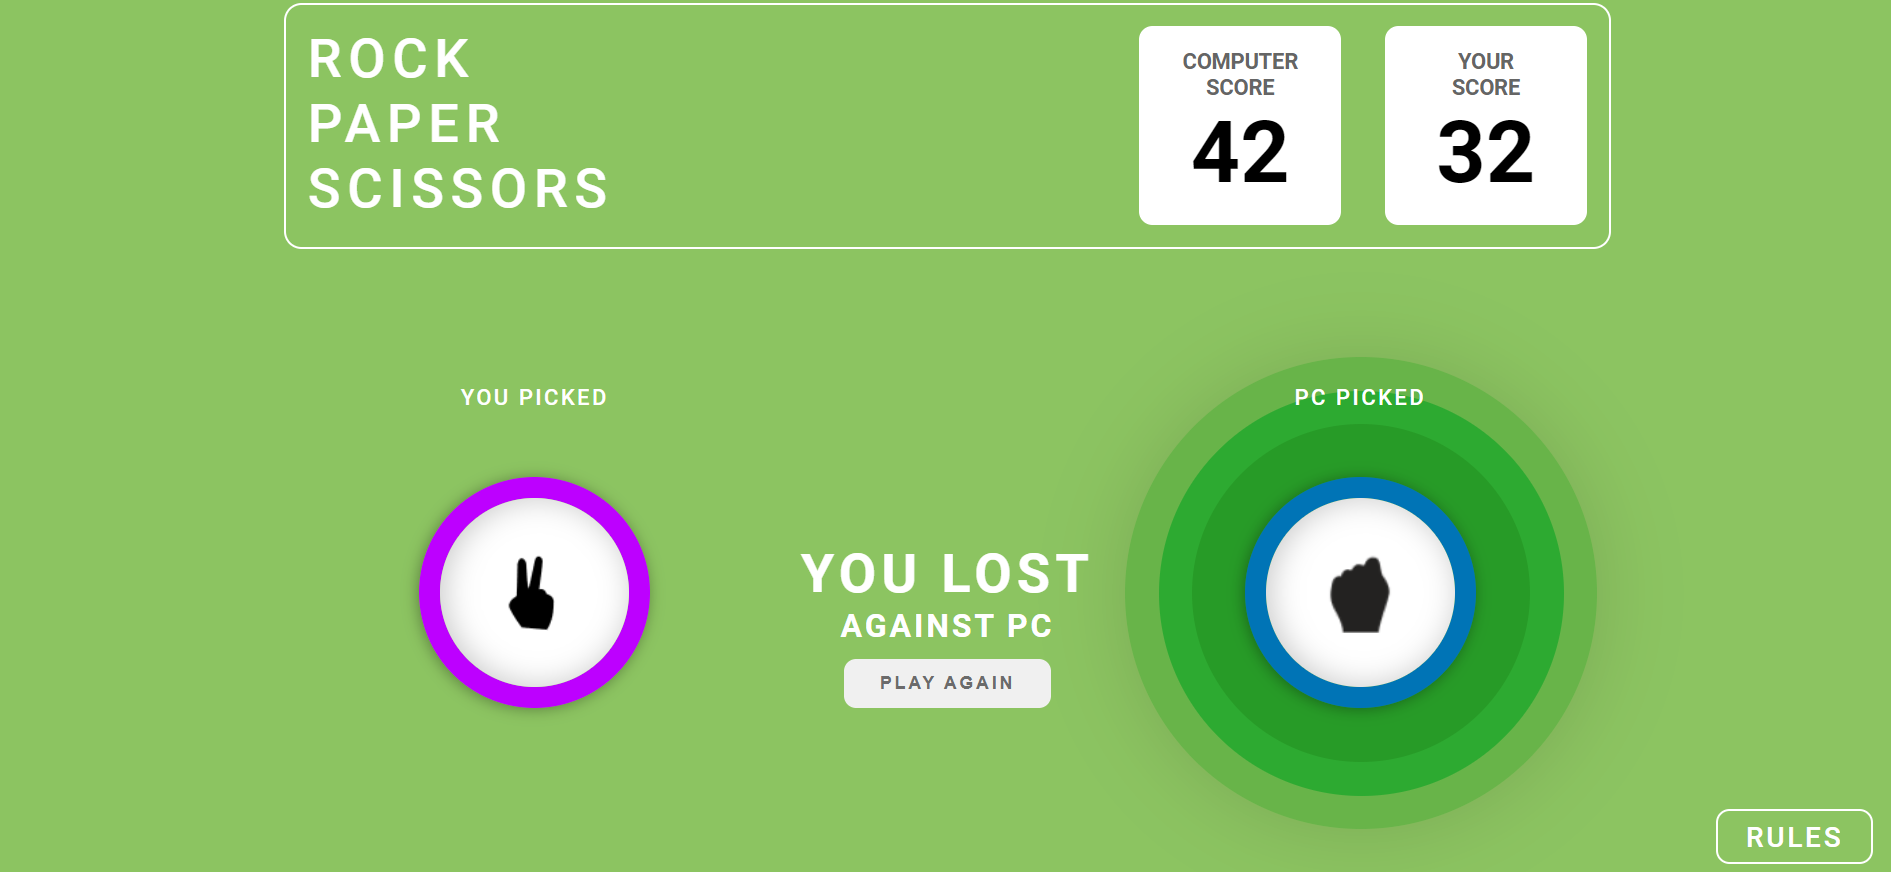 ROCK
PAPER
SCISSORS
COMPUTER
SCORE
42
YOUR
SCORE
32
YOU PICKED
PC PICKED
YOU LOST
AGAINST PC
PLAY AGAIN
RULES